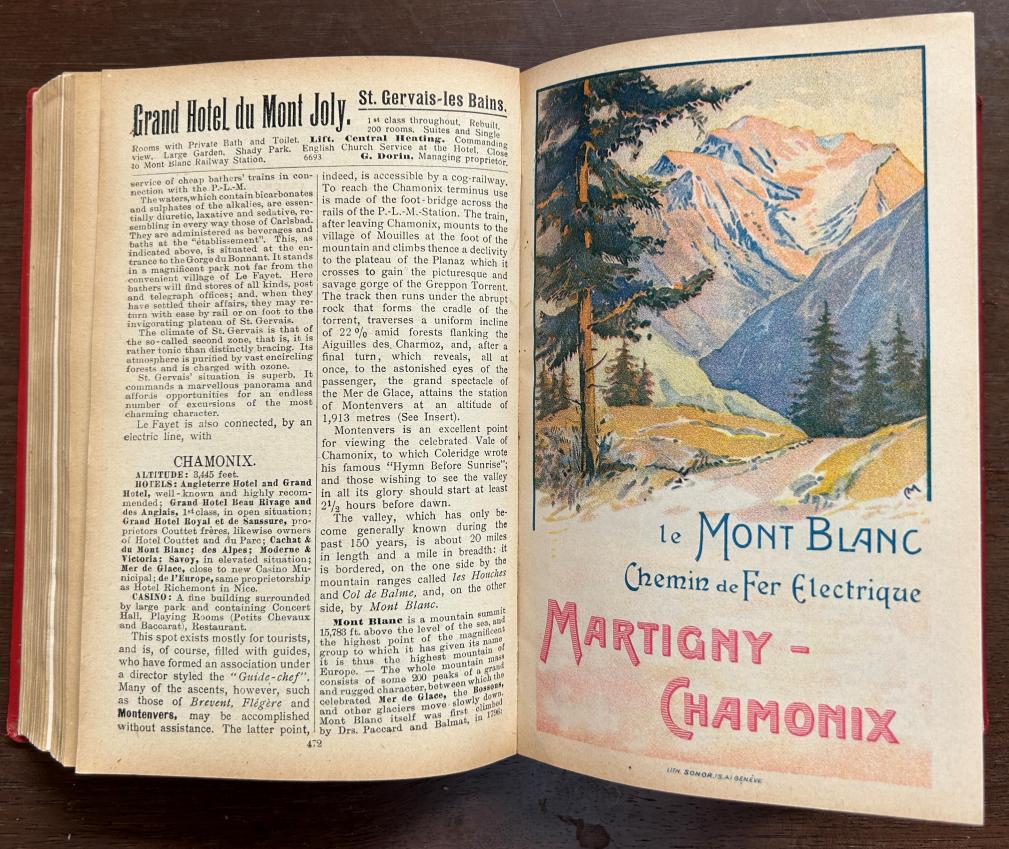 Grand Hotel du Mont Joly. St. Gervais-les Bains.
1st class throughout. Rebuilt.
200 rooms. Suites and Single
Rooms with Private Bath and Toilet. Lift. Central Heating. Commanding
view. Large Garden. Shady Park. English Church Service at the Hotel. Close
to Mont Blanc Railway Station. 6693 G. Dorin, Managing proprietor.
service of cheap bathers' trains in con-
nection with the P.-L.-M.
The waters, which contain bicarbonates
and sulphates of the alkalies, are essen-
tially diuretic, laxative and sedative, re-
sembling in every way those of Carlsbad.
They are administered as beverages and
baths at the "établissement". This, as
indicated above, is situated at the en-
trance to the Gorge du Bonnant. It stands
in a magnificent park not far from the
convenient village of Le Fayet. Here
bathers will find stores of all kinds, post
and telegraph offices; and, when they
have settled their affairs, they may re-
turn with ease by rail or on foot to the
invigorating plateau of St. Gervais.
The climate of St. Gervais is that of
the so-called second zone, that is, it is
rather tonic than distinctly bracing. Its
atmosphere is purified by vast encircling
forests and is charged with ozone.
St. Gervais' situation is superb. It
commands a marvellous panorama and
affords opportunities for an endless
number of excursions of the most
charming character.
Le Fayet is also connected, by an
electric line, with
CHAMONIX.
ALTITUDE: 3,445 feet.
HOTELS: Angleterre Hotel and Grand
Hotel, well-known and highly recom-
mended; Grand Hotel Beau Rivage and
des Anglais, 1st class, in open situation;
Grand Hotel Royal et de Saussure, pro-
prietors Couttet frères, likewise owners
of Hotel Couttet and du Parc; Cachat &
du Mont Blanc; des Alpes; Moderne &
Victoria; Savoy, in elevated situation;
Mer de Glace, close to new Casino Mu-
nicipal; de l'Europe, same proprietorship
as Hotel Richemont in Nice.
CASINO: A fine building surrounded
by large park and containing Concert
Hall, Playing Rooms (Petits Chevaux
and Baccarat), Restaurant.
This spot exists mostly for tourists,
and is, of course, filled with guides,
who have formed an association under
a director styled the "Guide-chef".
Many of the ascents, however, such
as those of Brevent, Flégère and
Montenvers, may be accomplished
without assistance. The latter point,
indeed, is accessible by a cog-railway.
To reach the Chamonix terminus use
is made of the foot-bridge across the
rails of the P.-L.-M.-Station. The train,
after leaving Chamonix, mounts to the
village of Mouilles at the foot of the
mountain and climbs thence a declivity
to the plateau of the Planaz which it
crosses to gain the picturesque and
savage gorge of the Greppon Torrent.
The track then runs under the abrupt
rock that forms the cradle of the
torrent, traverses a uniform incline
of 22 % amid forests flanking the
Aiguilles des Charmoz, and, after a
final turn, which reveals, all at
once, to the astonished eyes of the
passenger, the grand spectacle of
the Mer de Glace, attains the station
of Montenvers at an altitude of
1,913 metres (See Insert).
Montenvers is an excellent point
for viewing the celebrated Vale of
Chamonix, to which Coleridge wrote
his famous "Hymn Before Sunrise";
and those wishing to see the valley
in all its glory should start at least
2½ hours before dawn.
The valley, which has only be-
come generally known during the
past 150 years, is about 20 miles
in length and a mile in breadth: it
is bordered, on the one side by the
mountain ranges called les Houches
and Col de Balme, and, on the other
side, by Mont Blanc.
Mont Blanc is a mountain summit
15,783 ft. above the level of the sea, and
the highest point of the magnificent
group to which it has given its name,
it is thus the highest mountain of
Europe. — The whole mountain mass
consists of some 200 peaks of a grand
and rugged character, between which the
celebrated Mer de Glace, the Bossons,
and other glaciers move slowly down.
Mont Blanc itself was first climbed
by Drs. Paccard and Balmat, in 1796;
472
le MONT BLANC
Chemin de Fer Electrique
MARTIGNY -
CHAMONIX
LITH. SONOR.(S.A) GENÈVE